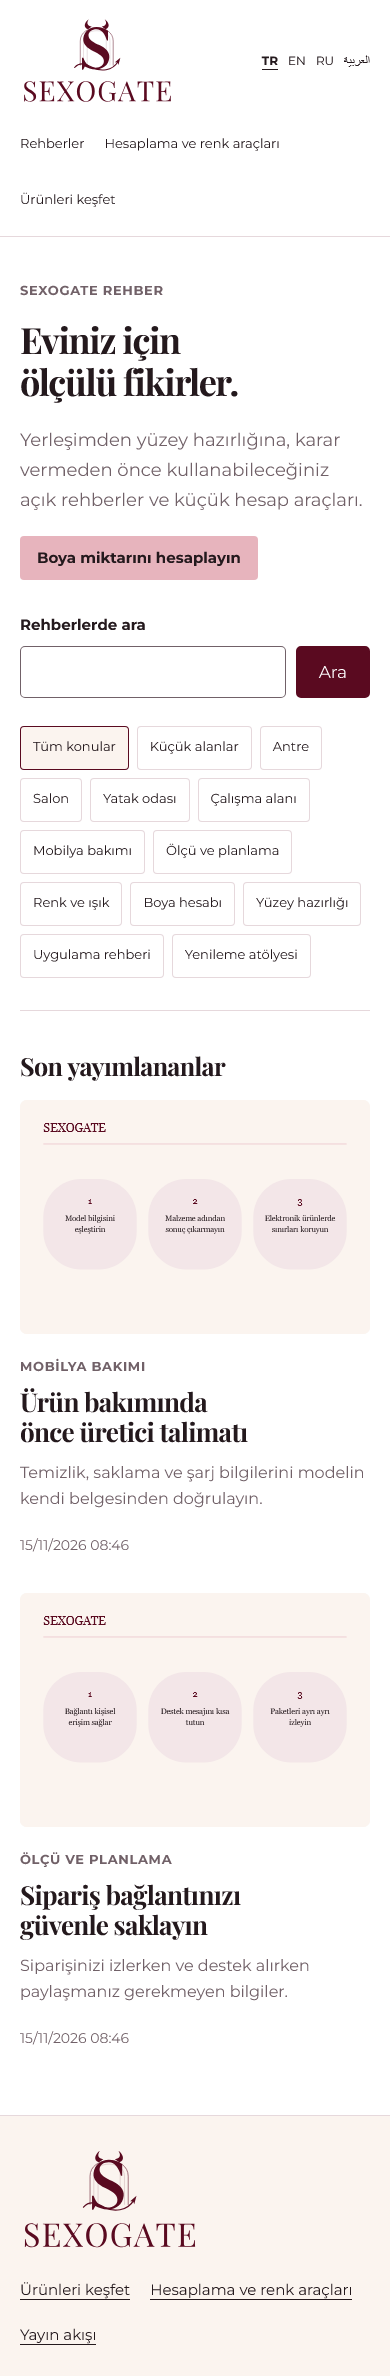 SEXOGATE
TR EN RU العربية
Rehberler Hesaplama ve renk araçları
Ürünleri keşfet
SEXOGATE REHBER
Eviniz için
ölçülü fikirler.
Yerleşimden yüzey hazırlığına, karar
vermeden önce kullanabileceğiniz
açık rehberler ve küçük hesap araçları.
Boya miktarını hesaplayın
Rehberlerde ara
Ara
Tüm konular Küçük alanlar Antre
Salon Yatak odası Çalışma alanı
Mobilya bakımı Ölçü ve planlama
Renk ve ışık Boya hesabı Yüzey hazırlığı
Uygulama rehberi Yenileme atölyesi
Son yayımlananlar
SEXOGATE
1 2 3
Model bilgisini Malzeme adından Elektronik ürünlerde
eşleştirin sonuç çıkarmayın sınırları koruyun
MOBİLYA BAKIMI
Ürün bakımında
önce üretici talimatı
Temizlik, saklama ve şarj bilgilerini modelin
kendi belgesinden doğrulayın.
15/11/2026 08:46
SEXOGATE
1 2 3
Bağlantı kişisel Destek mesajını kısa Paketleri ayrı ayrı
erişim sağlar tutun izleyin
ÖLÇÜ VE PLANLAMA
Sipariş bağlantınızı
güvenle saklayın
Siparişinizi izlerken ve destek alırken
paylaşmanız gerekmeyen bilgiler.
15/11/2026 08:46
SEXOGATE
Ürünleri keşfet Hesaplama ve renk araçları
Yayın akışı